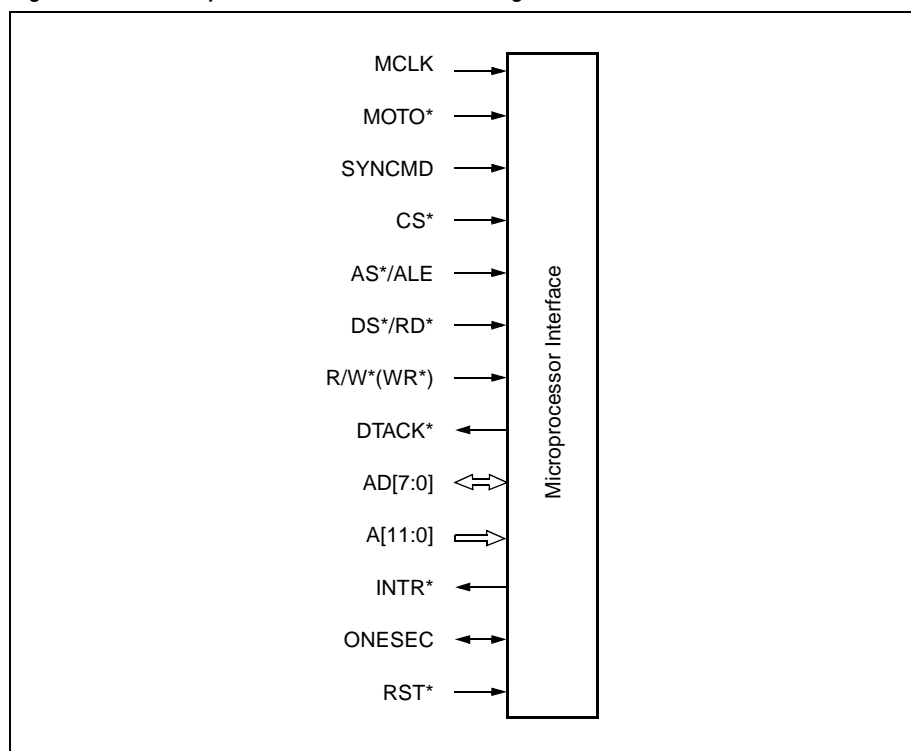 MCLK
MOTO*
SYNCMD
CS*
AS*/ALE
DS*/RD*
R/W*(WR*)
DTACK*
AD[7:0]
A[11:0]
INTR*
ONESEC
RST*
Microprocessor Interface